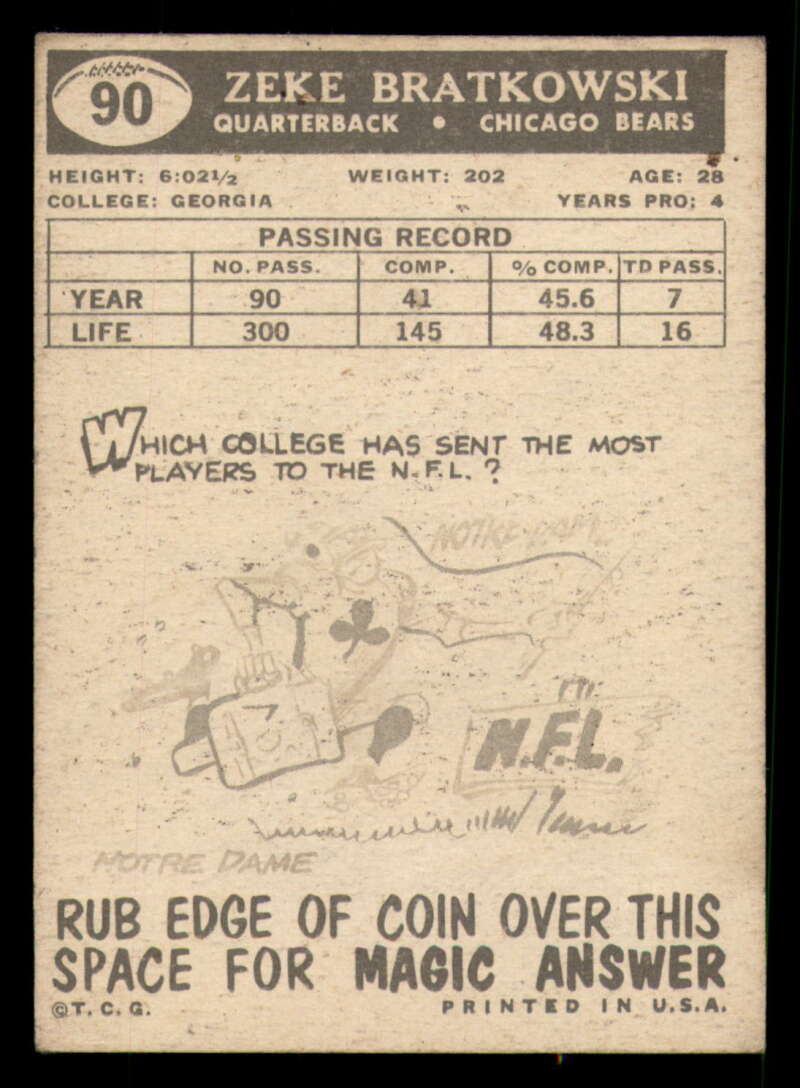 90
ZEKE BRATKOWSKI
QUARTERBACK • CHICAGO BEARS
HEIGHT: 6:02½ WEIGHT: 202 AGE: 28
COLLEGE: GEORGIA YEARS PRO: 4
PASSING RECORD
NO. PASS. COMP. % COMP. TD PASS.
YEAR 90 41 45.6 7
LIFE 300 145 48.3 16
WHICH COLLEGE HAS SENT THE MOST
PLAYERS TO THE N.F.L.?
NOTRE DAME
N.F.L.
NOTRE DAME
RUB EDGE OF COIN OVER THIS
SPACE FOR MAGIC ANSWER
©T.C.G. PRINTED IN U.S.A.